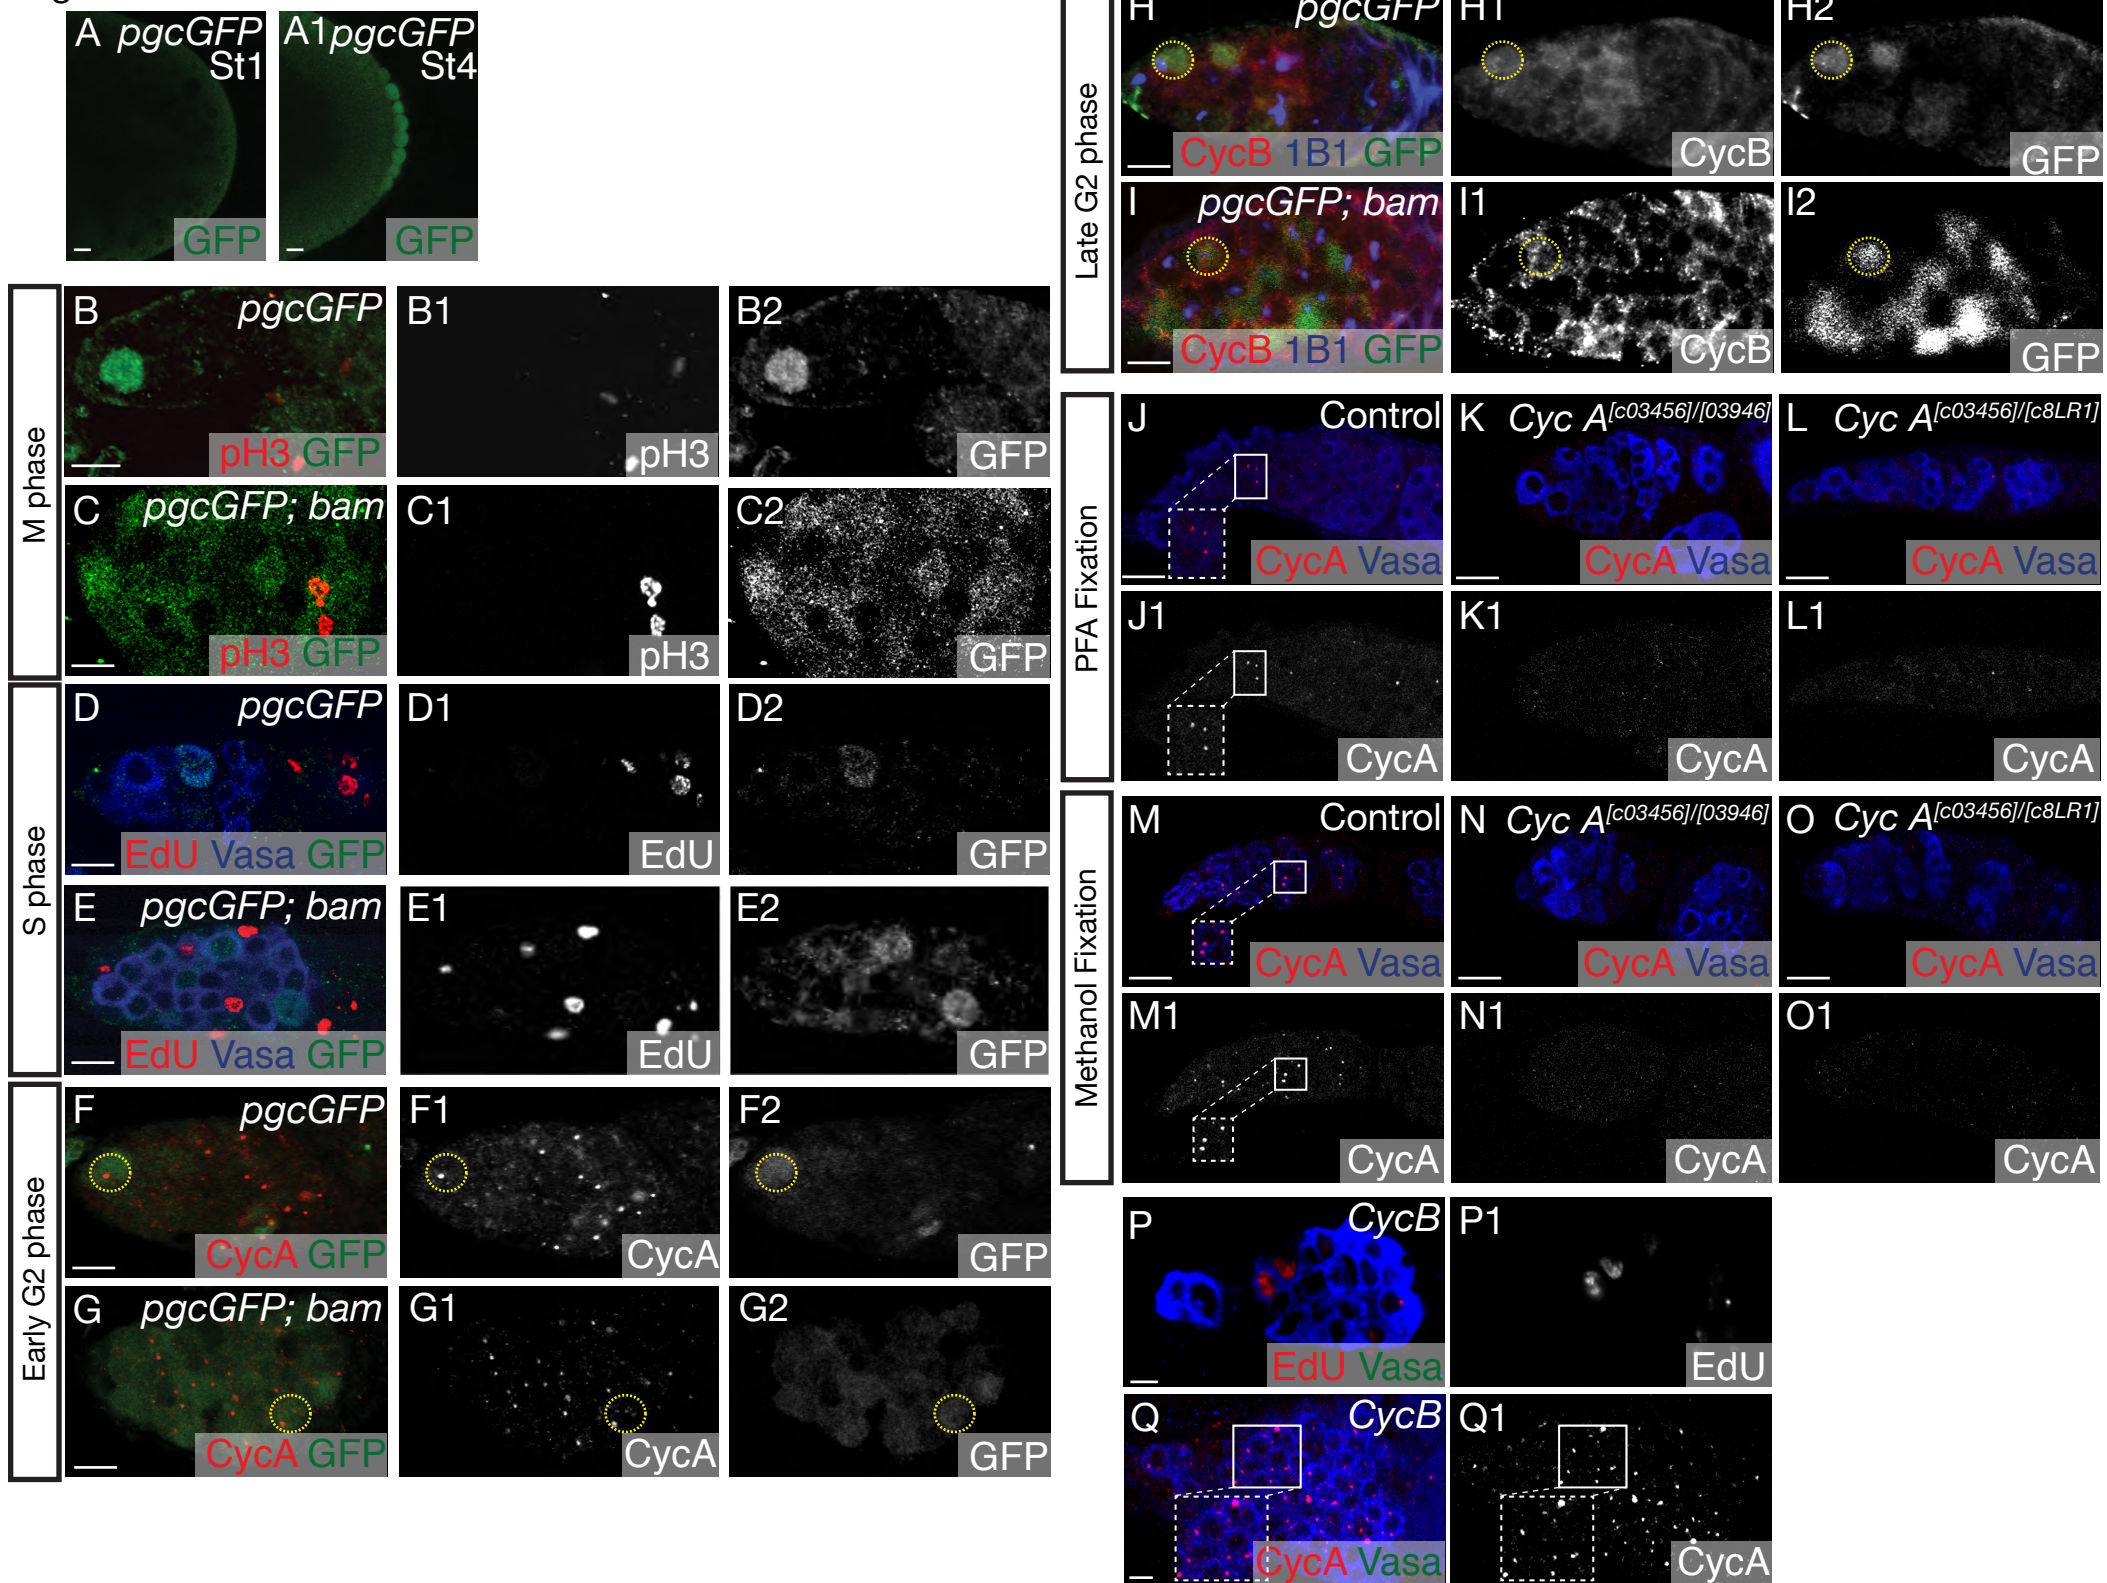 A pgcGFP
St1
GFP
A1 pgcGFP
St4
GFP
M phase
B pgcGFP
pH3 GFP
B1
pH3
B2
GFP
C pgcGFP; bam
pH3 GFP
C1
pH3
C2
GFP
S phase
D pgcGFP
EdU Vasa GFP
D1
EdU
D2
GFP
E pgcGFP; bam
EdU Vasa GFP
E1
EdU
E2
GFP
Early G2 phase
F pgcGFP
CycA GFP
F1
CycA
F2
GFP
G pgcGFP; bam
CycA GFP
G1
CycA
G2
GFP
Late G2 phase
H pgcGFP
CycB 1B1 GFP
H1
CycB
H2
GFP
I pgcGFP; bam
CycB 1B1 GFP
I1
CycB
I2
GFP
PFA Fixation
J Control
CycA Vasa
K Cyc A[c03456]/[03946]
CycA Vasa
L Cyc A[c03456]/[c8LR1]
CycA Vasa
J1
CycA
K1
CycA
L1
CycA
Methanol Fixation
M Control
CycA Vasa
N Cyc A[c03456]/[03946]
CycA Vasa
O Cyc A[c03456]/[c8LR1]
CycA Vasa
M1
CycA
N1
CycA
O1
CycA
P CycB
EdU Vasa
P1
EdU
Q CycB
CycA Vasa
Q1
CycA